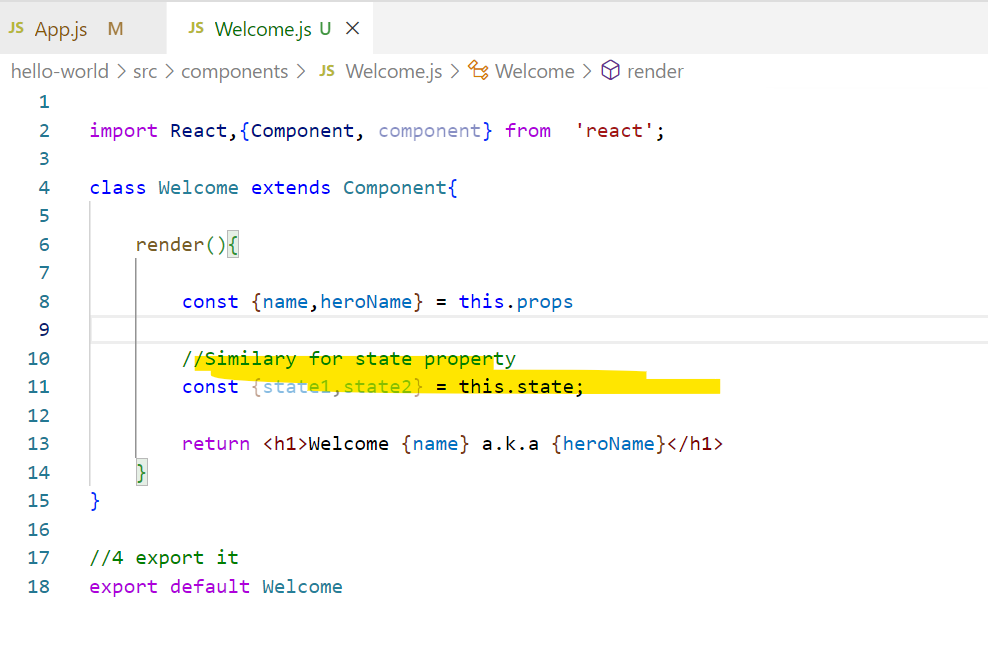 JS App.js M JS Welcome.js U
hello-world > src > components > JS Welcome.js > Welcome > render
1
2 import React,{Component, component} from  'react';
3
4 class Welcome extends Component{
5
6 render(){
7
8 const {name,heroName} = this.props
9
10 //Similary for state property
11 const {state1,state2} = this.state;
12
13 return <h1>Welcome {name} a.k.a {heroName}</h1>
14 }
15 }
16
17 //4 export it
18 export default Welcome